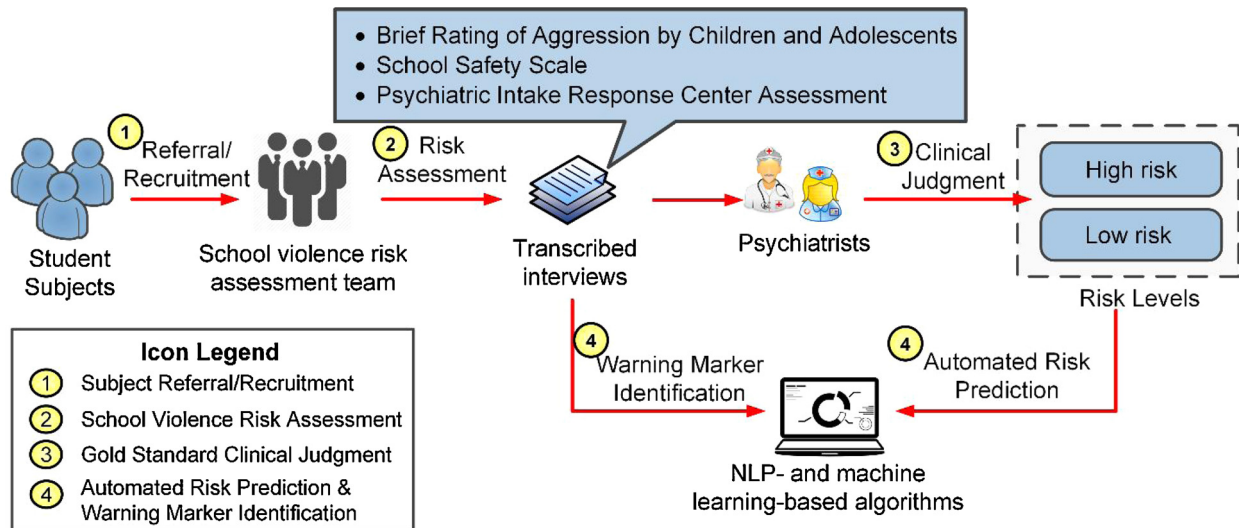 • Brief Rating of Aggression by Children and Adolescents
• School Safety Scale
• Psychiatric Intake Response Center Assessment
1
Referral/
Recruitment
2
Risk
Assessment
3
Clinical
Judgment
High risk
Low risk
Student
Subjects
School violence risk
assessment team
Transcribed
interviews
Psychiatrists
Risk Levels
4
Warning Marker
Identification
4
Automated Risk
Prediction
NLP- and machine
learning-based algorithms
Icon Legend
1 Subject Referral/Recruitment
2 School Violence Risk Assessment
3 Gold Standard Clinical Judgment
4 Automated Risk Prediction &
Warning Marker Identification